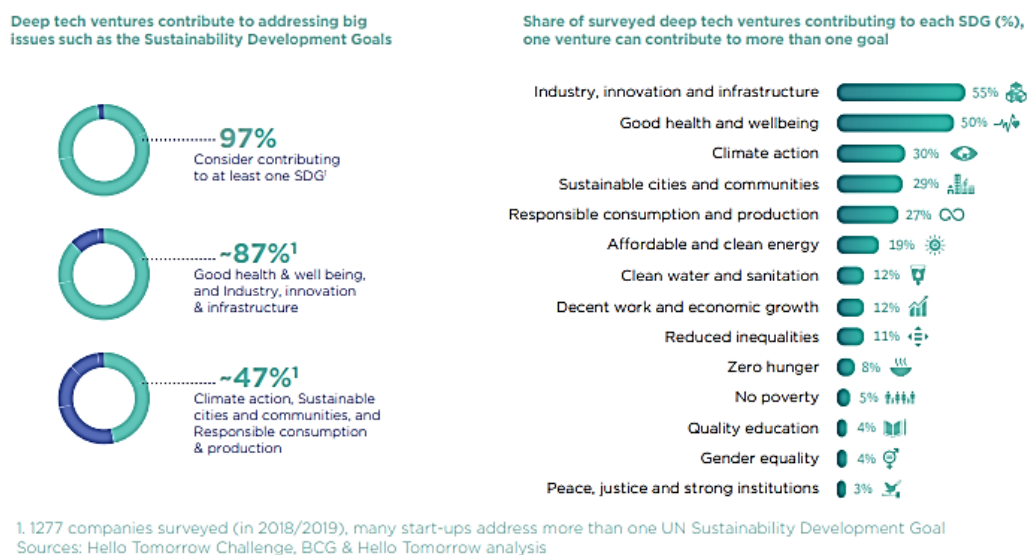 Deep tech ventures contribute to addressing big
issues such as the Sustainability Development Goals
97%
Consider contributing
to at least one SDG¹
~87%¹
Good health & well being,
and Industry, innovation
& infrastructure
~47%¹
Climate action, Sustainable
cities and communities, and
Responsible consumption
& production
Share of surveyed deep tech ventures contributing to each SDG (%),
one venture can contribute to more than one goal
Industry, innovation and infrastructure 55%
Good health and wellbeing 50%
Climate action 30%
Sustainable cities and communities 29%
Responsible consumption and production 27%
Affordable and clean energy 19%
Clean water and sanitation 12%
Decent work and economic growth 12%
Reduced inequalities 11%
Zero hunger 8%
No poverty 5%
Quality education 4%
Gender equality 4%
Peace, justice and strong institutions 3%
1. 1277 companies surveyed (in 2018/2019), many start-ups address more than one UN Sustainability Development Goal
Sources: Hello Tomorrow Challenge, BCG & Hello Tomorrow analysis